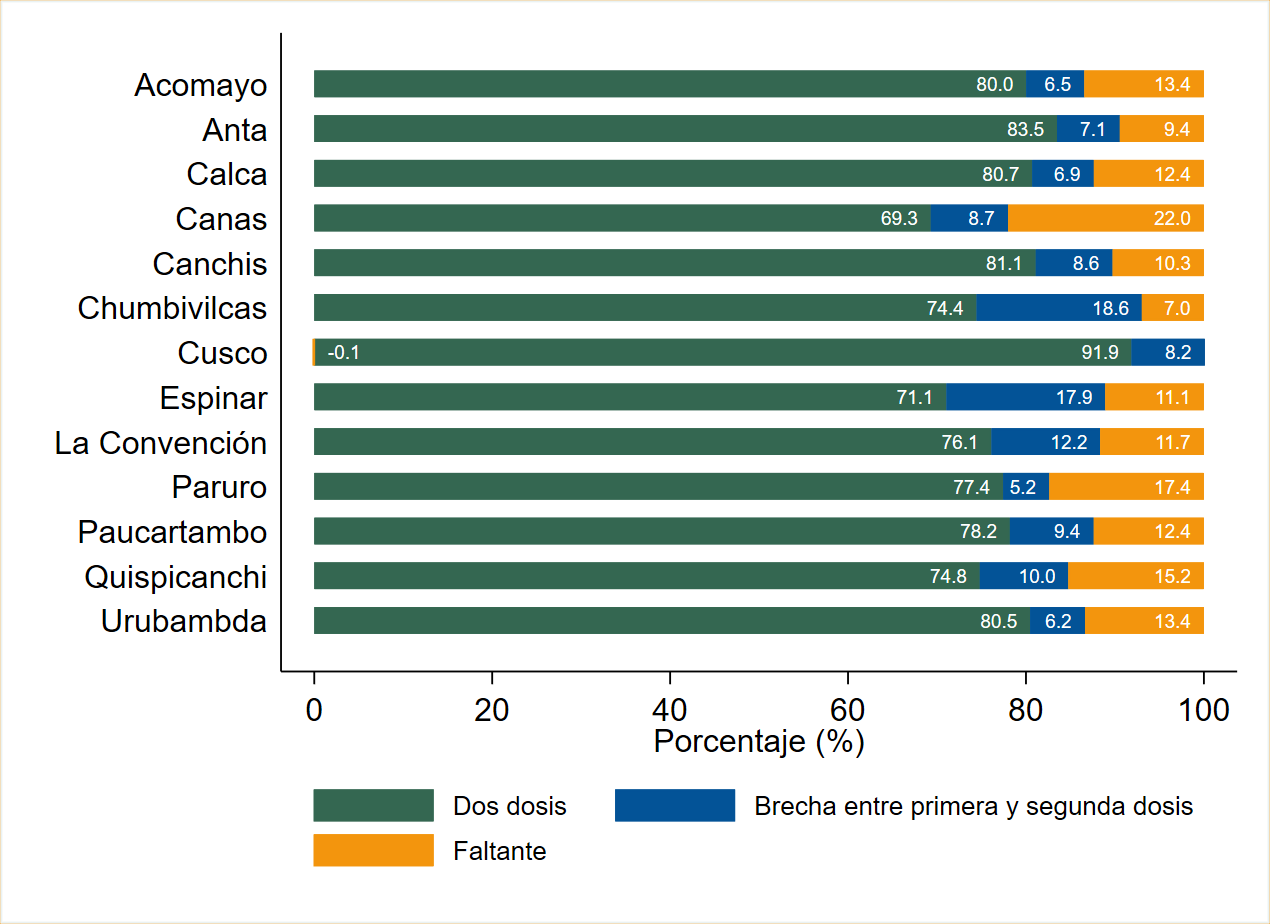 Acomayo 80.0 6.5 13.4
Anta 83.5 7.1 9.4
Calca 80.7 6.9 12.4
Canas 69.3 8.7 22.0
Canchis 81.1 8.6 10.3
Chumbivilcas 74.4 18.6 7.0
Cusco -0.1 91.9 8.2
Espinar 71.1 17.9 11.1
La Convención 76.1 12.2 11.7
Paruro 77.4 5.2 17.4
Paucartambo 78.2 9.4 12.4
Quispicanchi 74.8 10.0 15.2
Urubambda 80.5 6.2 13.4
0 20 40 60 80 100
Porcentaje (%)
Dos dosis Brecha entre primera y segunda dosis
Faltante